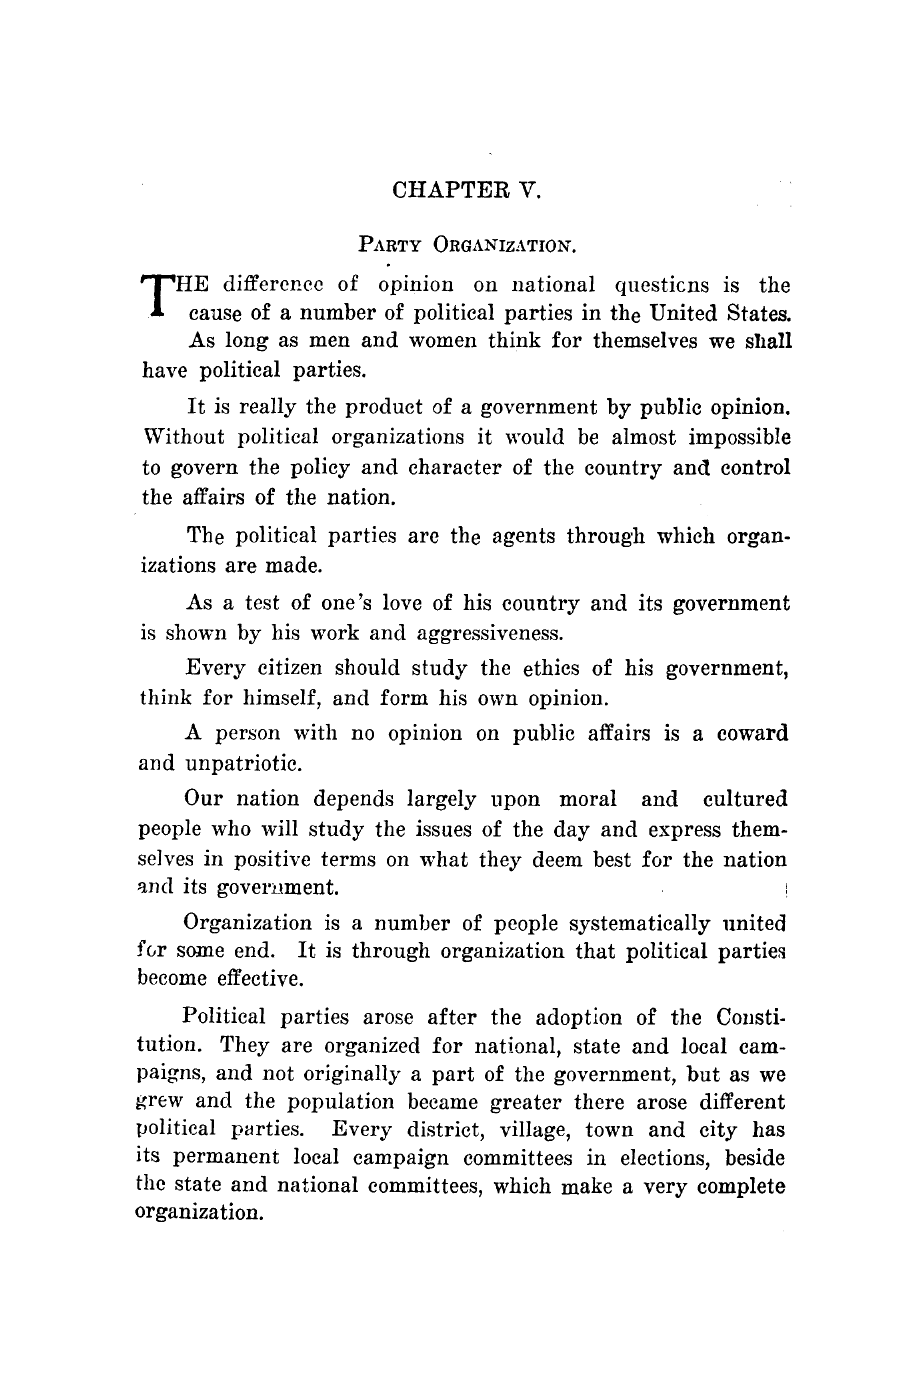 CHAPTER V.
PARTY ORGANIZATION.
THE difference of opinion on national questions is the
cause of a number of political parties in the United States.
As long as men and women think for themselves we shall
have political parties.
It is really the product of a government by public opinion.
Without political organizations it would be almost impossible
to govern the policy and character of the country and control
the affairs of the nation.
The political parties are the agents through which organ-
izations are made.
As a test of one's love of his country and its government
is shown by his work and aggressiveness.
Every citizen should study the ethics of his government,
think for himself, and form his own opinion.
A person with no opinion on public affairs is a coward
and unpatriotic.
Our nation depends largely upon moral and cultured
people who will study the issues of the day and express them-
selves in positive terms on what they deem best for the nation
and its government.
Organization is a number of people systematically united
for some end. It is through organization that political parties
become effective.
Political parties arose after the adoption of the Consti-
tution. They are organized for national, state and local cam-
paigns, and not originally a part of the government, but as we
grew and the population became greater there arose different
political parties. Every district, village, town and city has
its permanent local campaign committees in elections, beside
the state and national committees, which make a very complete
organization.